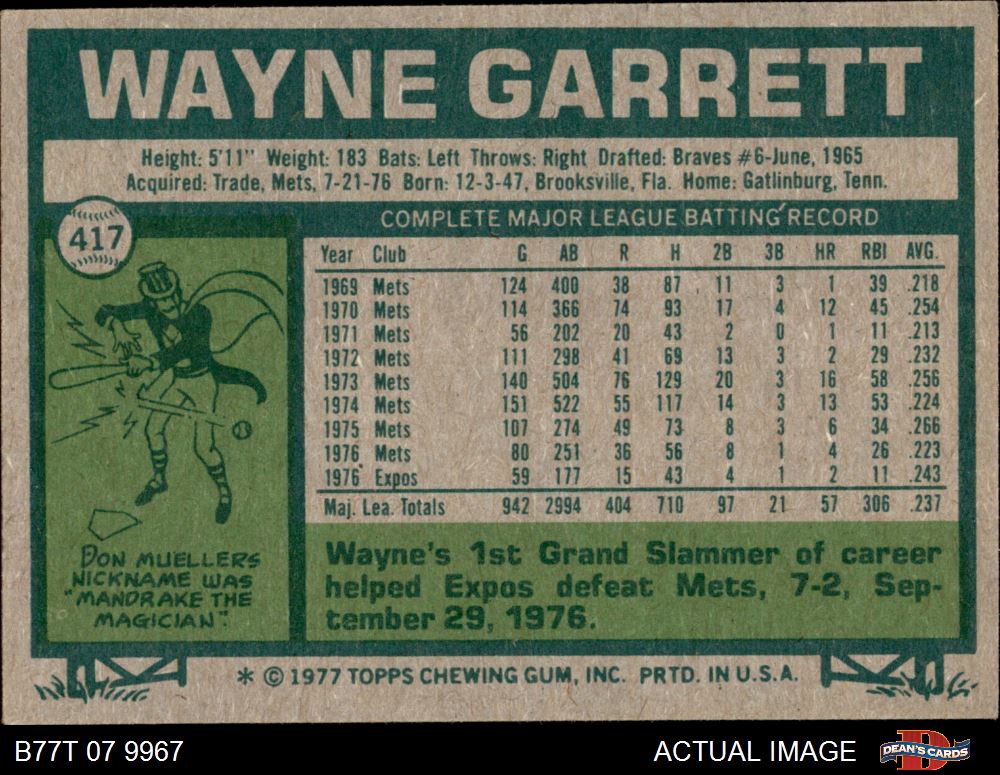 WAYNE GARRETT
Height: 5'11" Weight: 183 Bats: Left Throws: Right Drafted: Braves #6-June, 1965
Acquired: Trade, Mets, 7-21-76 Born: 12-3-47, Brooksville, Fla. Home: Gatlinburg, Tenn.
417
COMPLETE MAJOR LEAGUE BATTING RECORD
Year Club G AB R H 2B 3B HR RBI AVG.
1969 Mets 124 400 38 87 11 3 1 39 .218
1970 Mets 114 366 74 93 17 4 12 45 .254
1971 Mets 56 202 20 43 2 0 1 11 .213
1972 Mets 111 298 41 69 13 3 2 29 .232
1973 Mets 140 504 76 129 20 3 16 58 .256
1974 Mets 151 522 55 117 14 3 13 53 .224
1975 Mets 107 274 49 73 8 3 6 34 .266
1976 Mets 80 251 36 56 8 1 4 26 .223
1976 Expos 59 177 15 43 4 1 2 11 .243
Maj. Lea. Totals 942 2994 404 710 97 21 57 306 .237
DON MUELLERS
NICKNAME WAS
"MANDRAKE THE
MAGICIAN".
Wayne's 1st Grand Slammer of career
helped Expos defeat Mets, 7-2, Sep-
tember 29, 1976.
* © 1977 TOPPS CHEWING GUM, INC. PRTD. IN U.S.A.
B77T 07 9967
ACTUAL IMAGE
DEAN'S CARDS